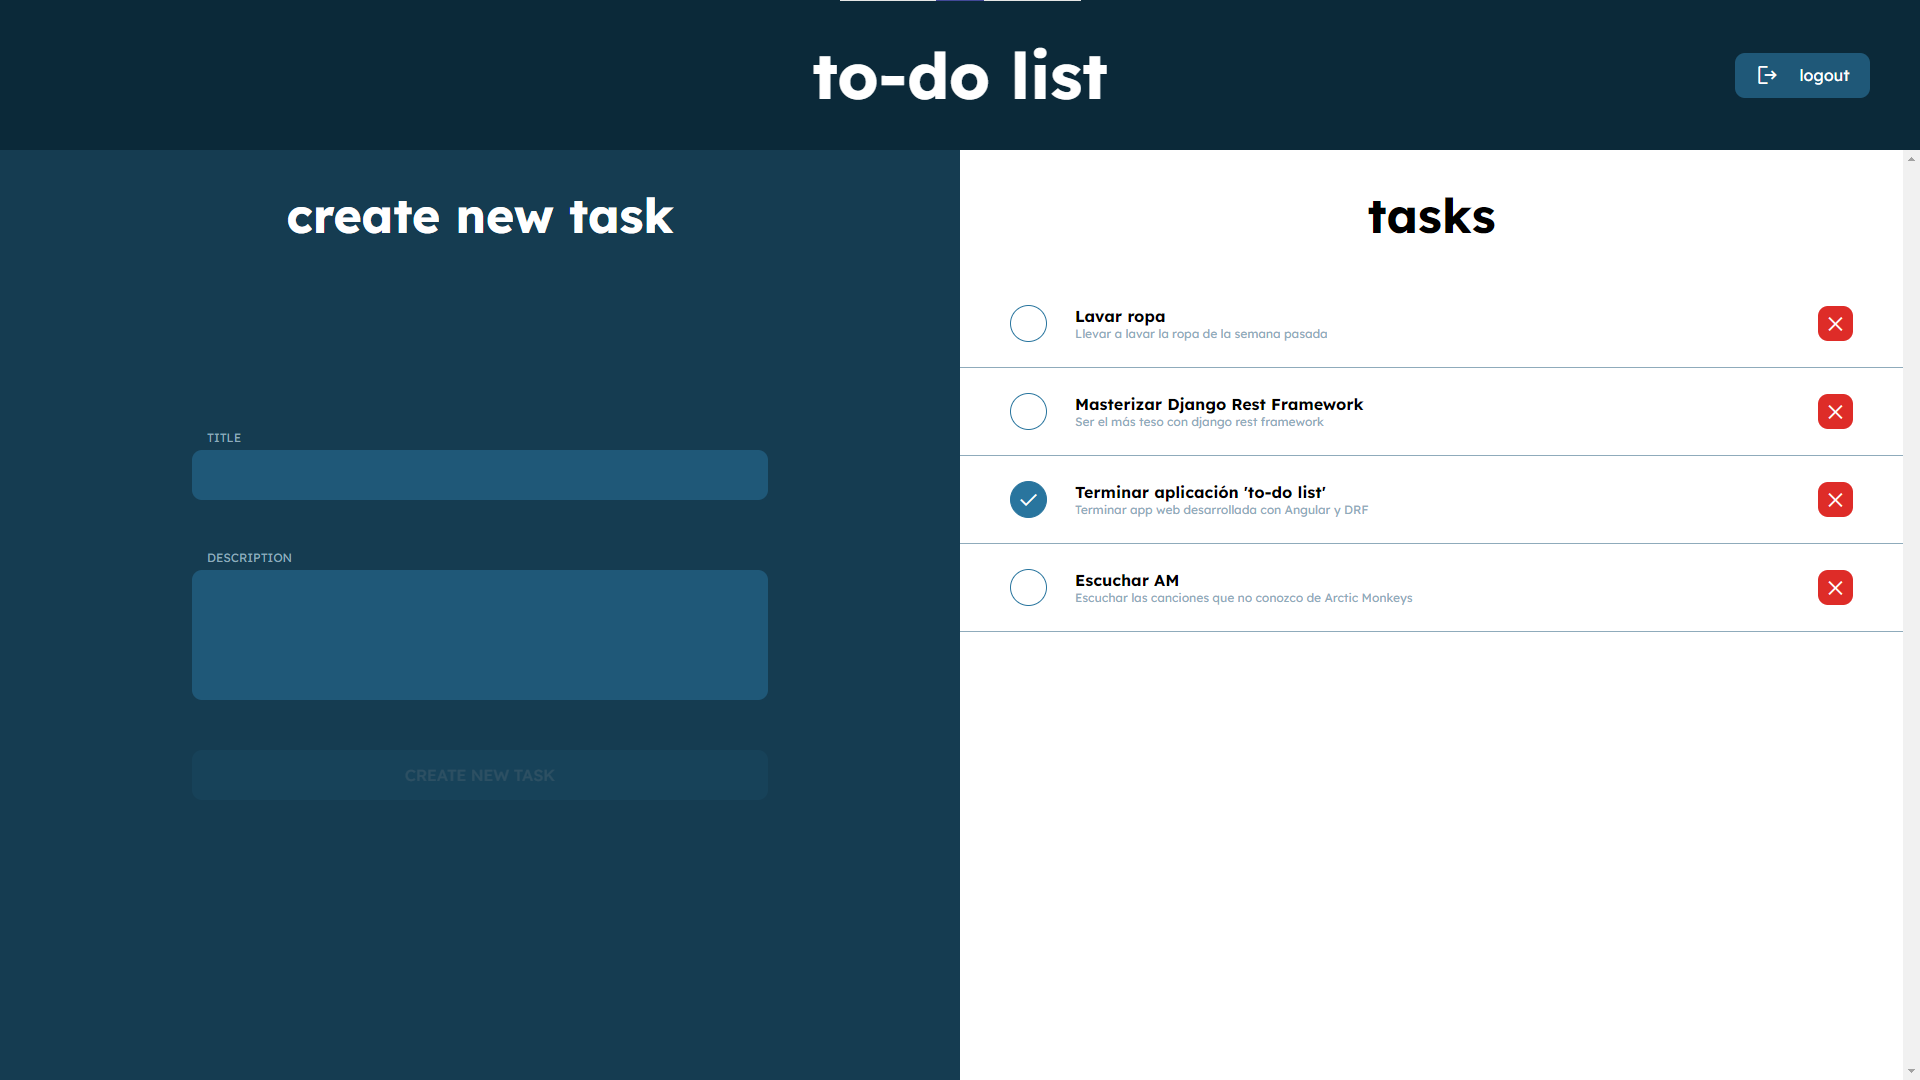 to-do list
logout
create new task
TITLE
DESCRIPTION
CREATE NEW TASK
tasks
Lavar ropa
Llevar a lavar la ropa de la semana pasada
Masterizar Django Rest Framework
Ser el más teso con django rest framework
Terminar aplicación 'to-do list'
Terminar app web desarrollada con Angular y DRF
Escuchar AM
Escuchar las canciones que no conozco de Arctic Monkeys